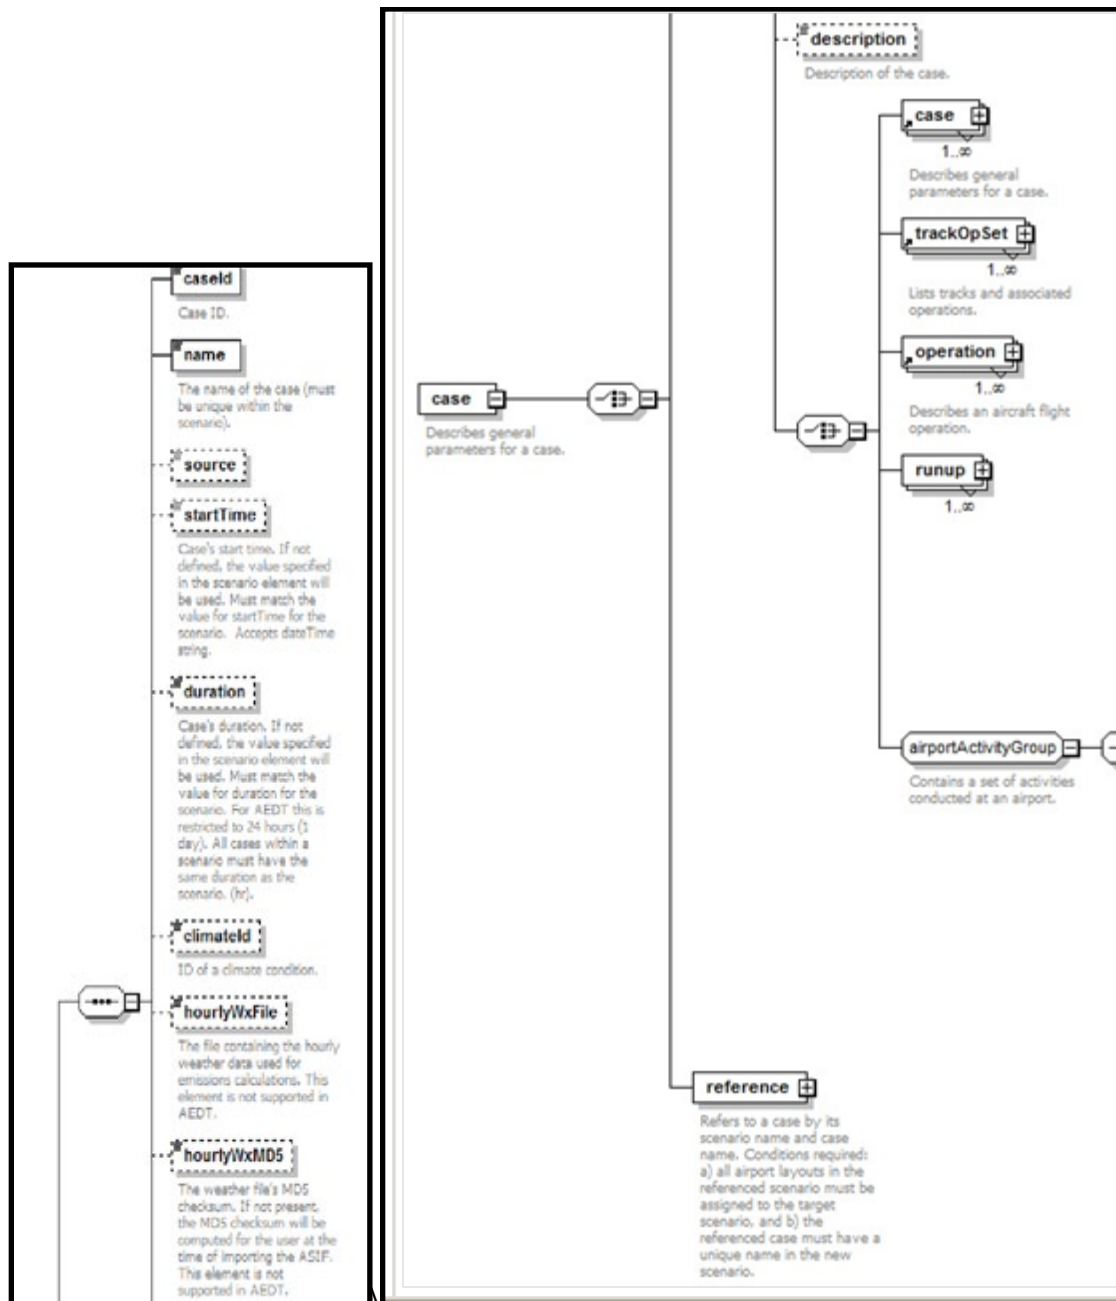 caseId
Case ID.
name
The name of the case (must
be unique within the
scenario).
source
startTime
Case's start time. If not
defined, the value specified
in the scenario element will
be used. Must match the
value for startTime for the
scenario. Accepts dateTime
string.
duration
Case's duration. If not
defined, the value specified
in the scenario element will
be used. Must match the
value for duration for the
scenario. For AEDT this is
restricted to 24 hours (1
day). All cases within a
scenario must have the
same duration as the
scenario. (hr).
climateId
ID of a climate condition.
hourlyWxFile
The file containing the hourly
weather data used for
emissions calculations. This
element is not supported in
AEDT.
hourlyWxMD5
The weather file's MD5
checksum. If not present,
the MD5 checksum will be
computed for the user at the
time of importing the ASIF.
This element is not
supported in AEDT.
case
Describes general
parameters for a case.
description
Description of the case.
case
1..∞
Describes general
parameters for a case.
trackOpSet
1..∞
Lists tracks and associated
operations.
operation
1..∞
Describes an aircraft flight
operation.
runup
1..∞
airportActivityGroup
Contains a set of activities
conducted at an airport.
reference
Refers to a case by its
scenario name and case
name. Conditions required:
a) all airport layouts in the
referenced scenario must be
assigned to the target
scenario, and b) the
referenced case must have a
unique name in the new
scenario.